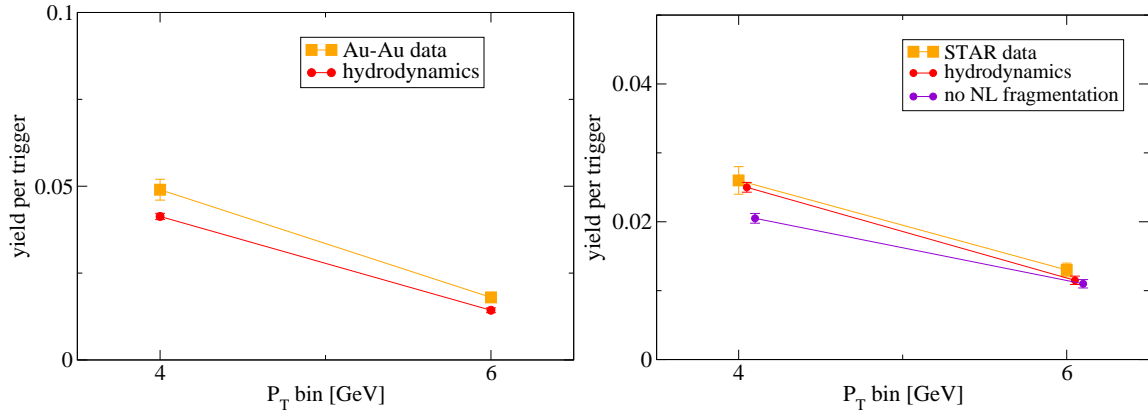 0.1
0.05
0
yield per trigger
Au-Au data
hydrodynamics
4
6
P_T bin [GeV]
0.04
0.02
0
yield per trigger
STAR data
hydrodynamics
no NL fragmentation
4
6
P_T bin [GeV]